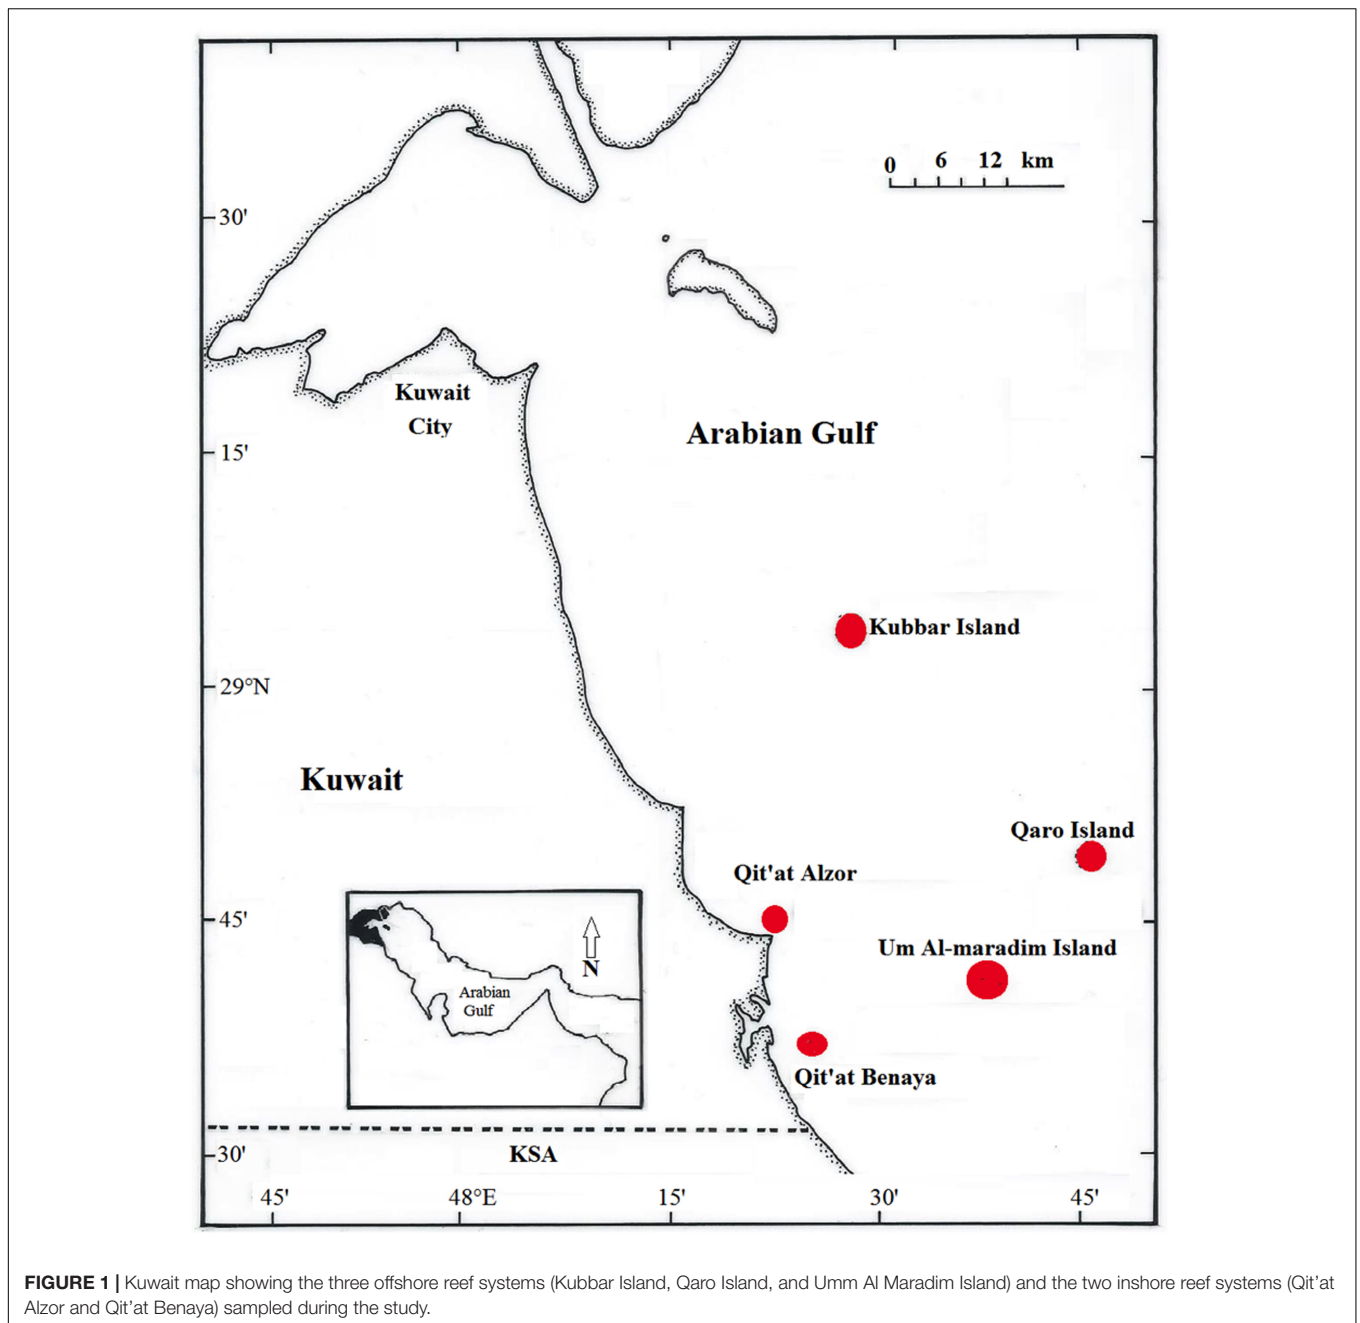 0 6 12 km
30'
Kuwait
City
Arabian Gulf
15'
Kubbar Island
29°N
Kuwait
Qaro Island
Qit'at Alzor
45'
Um Al-maradim Island
N
Arabian
Gulf
Qit'at Benaya
KSA
30'
45' 48°E 15' 30' 45'
FIGURE 1 | Kuwait map showing the three offshore reef systems (Kubbar Island, Qaro Island, and Umm Al Maradim Island) and the two inshore reef systems (Qit'at
Alzor and Qit'at Benaya) sampled during the study.